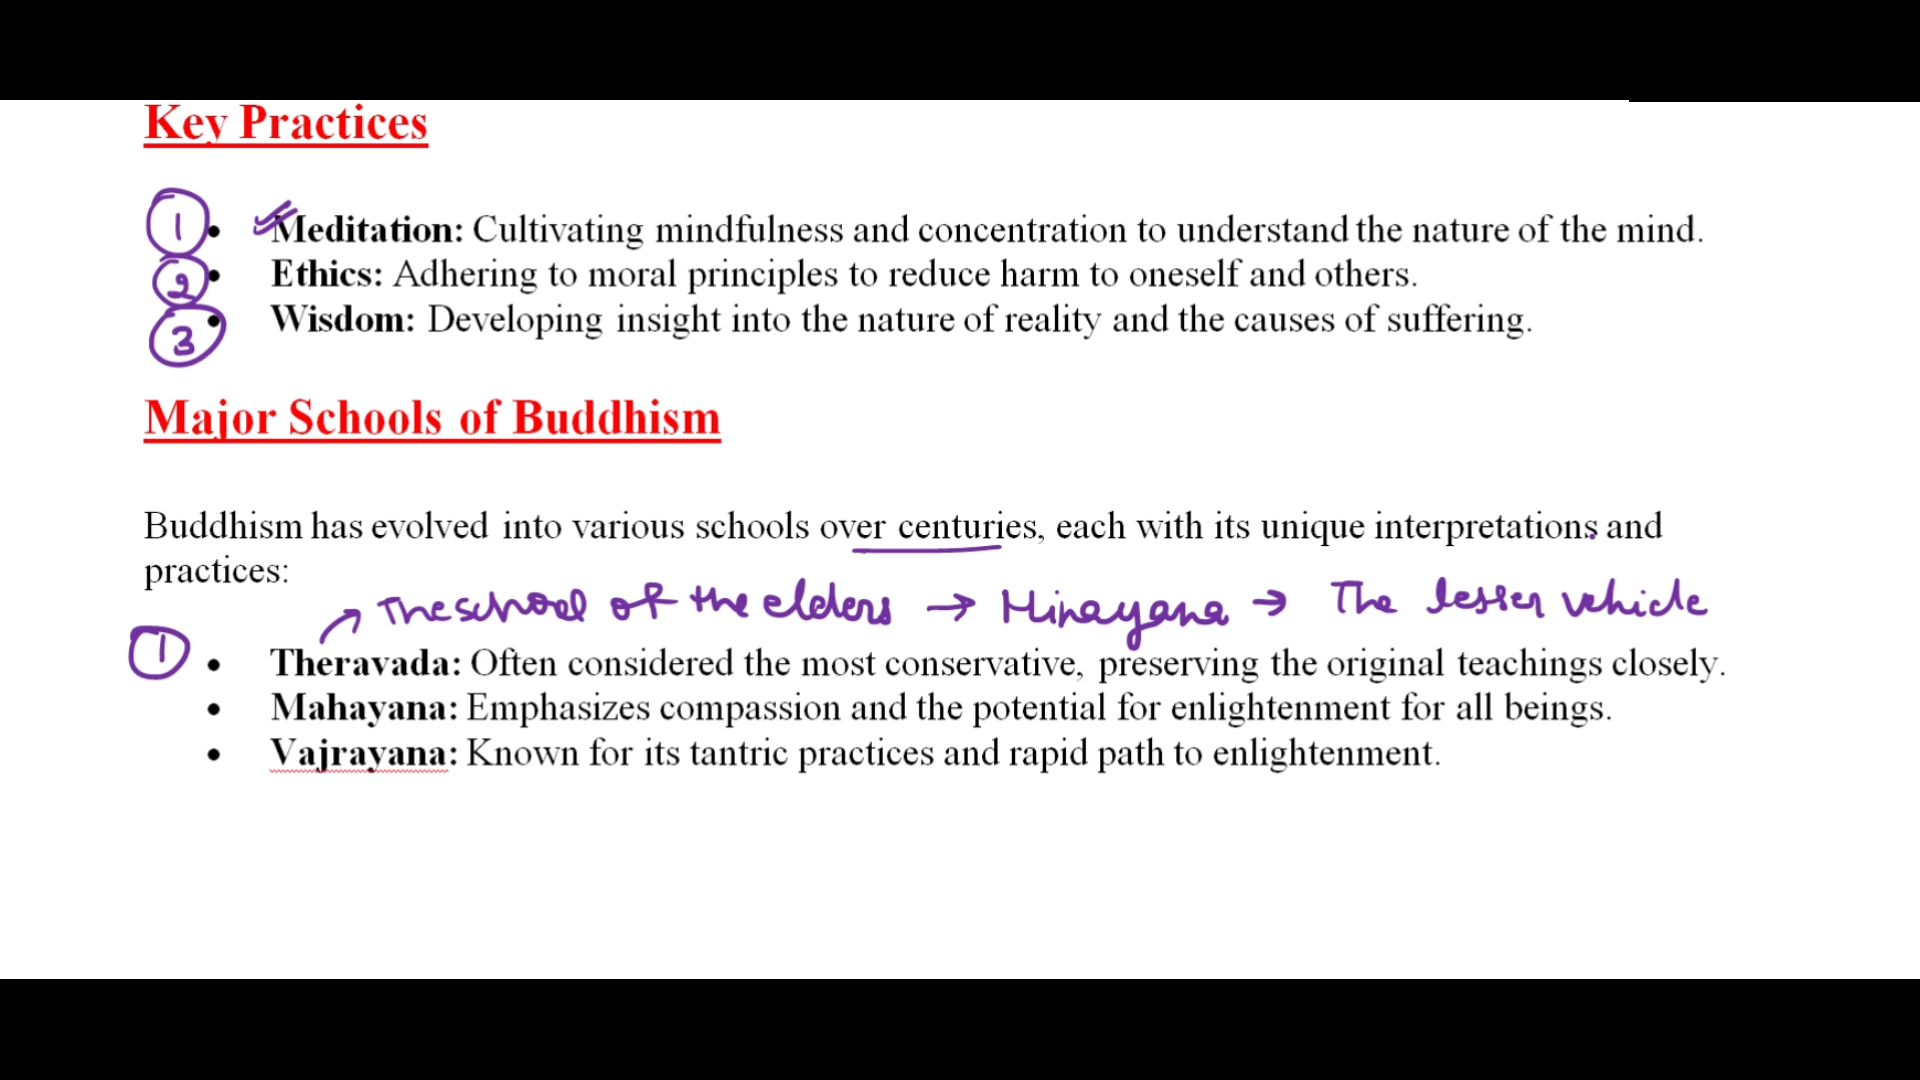 Key Practices
1 • Meditation: Cultivating mindfulness and concentration to understand the nature of the mind.
2 • Ethics: Adhering to moral principles to reduce harm to oneself and others.
3 • Wisdom: Developing insight into the nature of reality and the causes of suffering.
Major Schools of Buddhism
Buddhism has evolved into various schools over centuries, each with its unique interpretations and
practices:
The school of the elders → Hinayana → The lesser vehicle
1 • Theravada: Often considered the most conservative, preserving the original teachings closely.
• Mahayana: Emphasizes compassion and the potential for enlightenment for all beings.
• Vajrayana: Known for its tantric practices and rapid path to enlightenment.